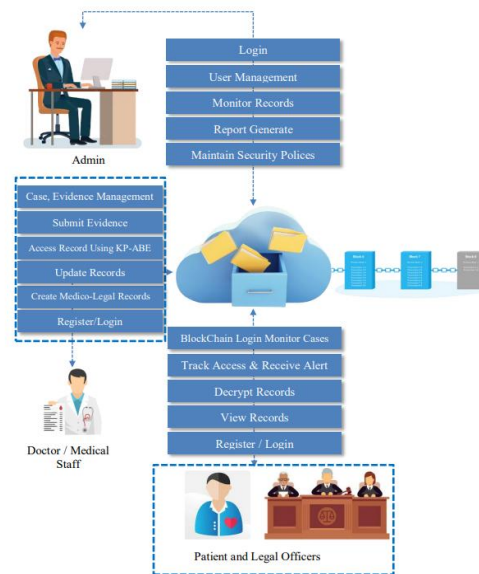 Login
User Management
Monitor Records
Report Generate
Maintain Security Polices
Admin
Case, Evidence Management
Submit Evidence
Access Record Using KP-ABE
Update Records
Create Medico-Legal Records
Register/Login
BlockChain Login Monitor Cases
Track Access & Receive Alert
Decrypt Records
View Records
Register / Login
Doctor / Medical
Staff
Patient and Legal Officers